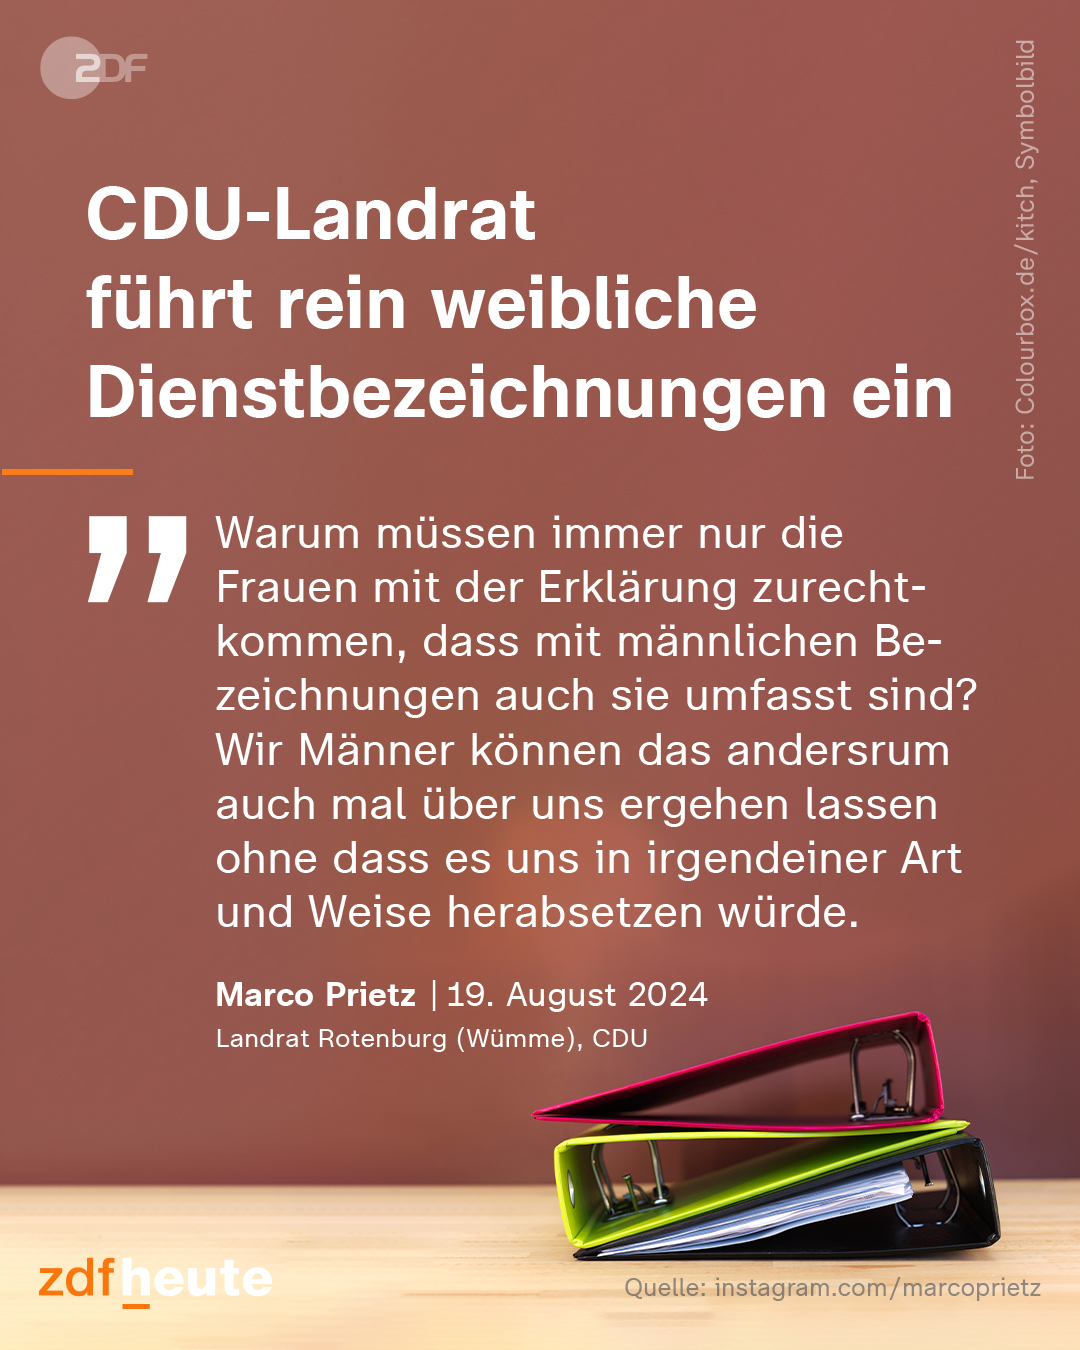 ZDF
Foto: Colourbox.de/kitch, Symbolbild
CDU-Landrat
führt rein weibliche
Dienstbezeichnungen ein
”Warum müssen immer nur die
Frauen mit der Erklärung zurecht-
kommen, dass mit männlichen Be-
zeichnungen auch sie umfasst sind?
Wir Männer können das andersrum
auch mal über uns ergehen lassen
ohne dass es uns in irgendeiner Art
und Weise herabsetzen würde.
Marco Prietz | 19. August 2024
Landrat Rotenburg (Wümme), CDU
zdfheute
Quelle: instagram.com/marcoprietz